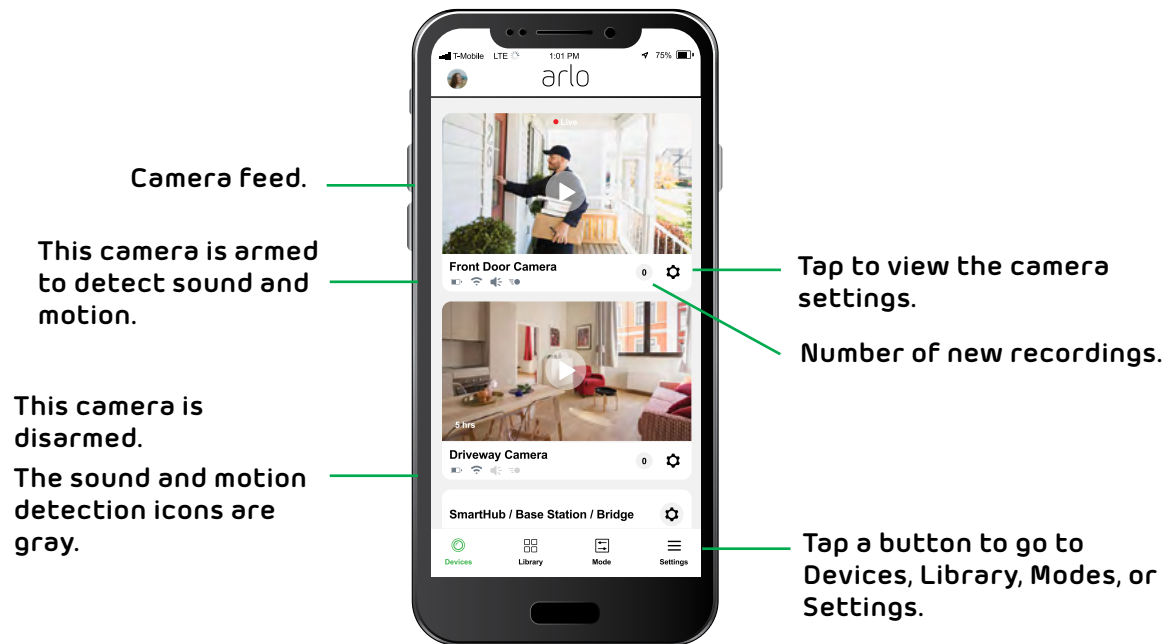 T-Mobile LTE 1:01 PM 75%
arlo
Live
26
Front Door Camera
0
5 hrs
Driveway Camera
0
SmartHub / Base Station / Bridge
Devices Library Mode Settings
Camera feed.
This camera is armed
to detect sound and
motion.
This camera is
disarmed.
The sound and motion
detection icons are
gray.
Tap to view the camera
settings.
Number of new recordings.
Tap a button to go to
Devices, Library, Modes, or
Settings.